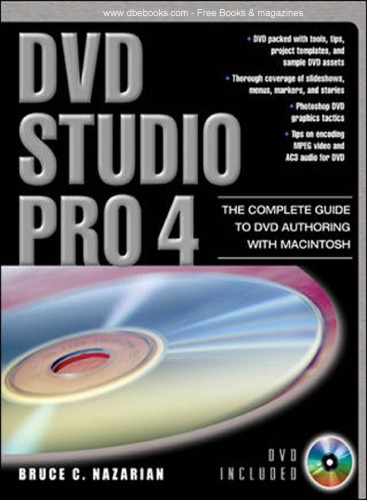 www.dbebooks.com - Free Books & magazines
DVD
STUDIO
PRO 4
• DVD packed with tools, tips,
project templates, and
sample DVD assets
• Thorough coverage of slideshows,
menus, markers, and stories
• Photoshop DVD
graphics tactics
• Tips on encoding
MPEG video and
AC3 audio for DVD
THE COMPLETE GUIDE
TO DVD AUTHORING
WITH MACINTOSH
BRUCE C. NAZARIAN
DVD
INCLUDED